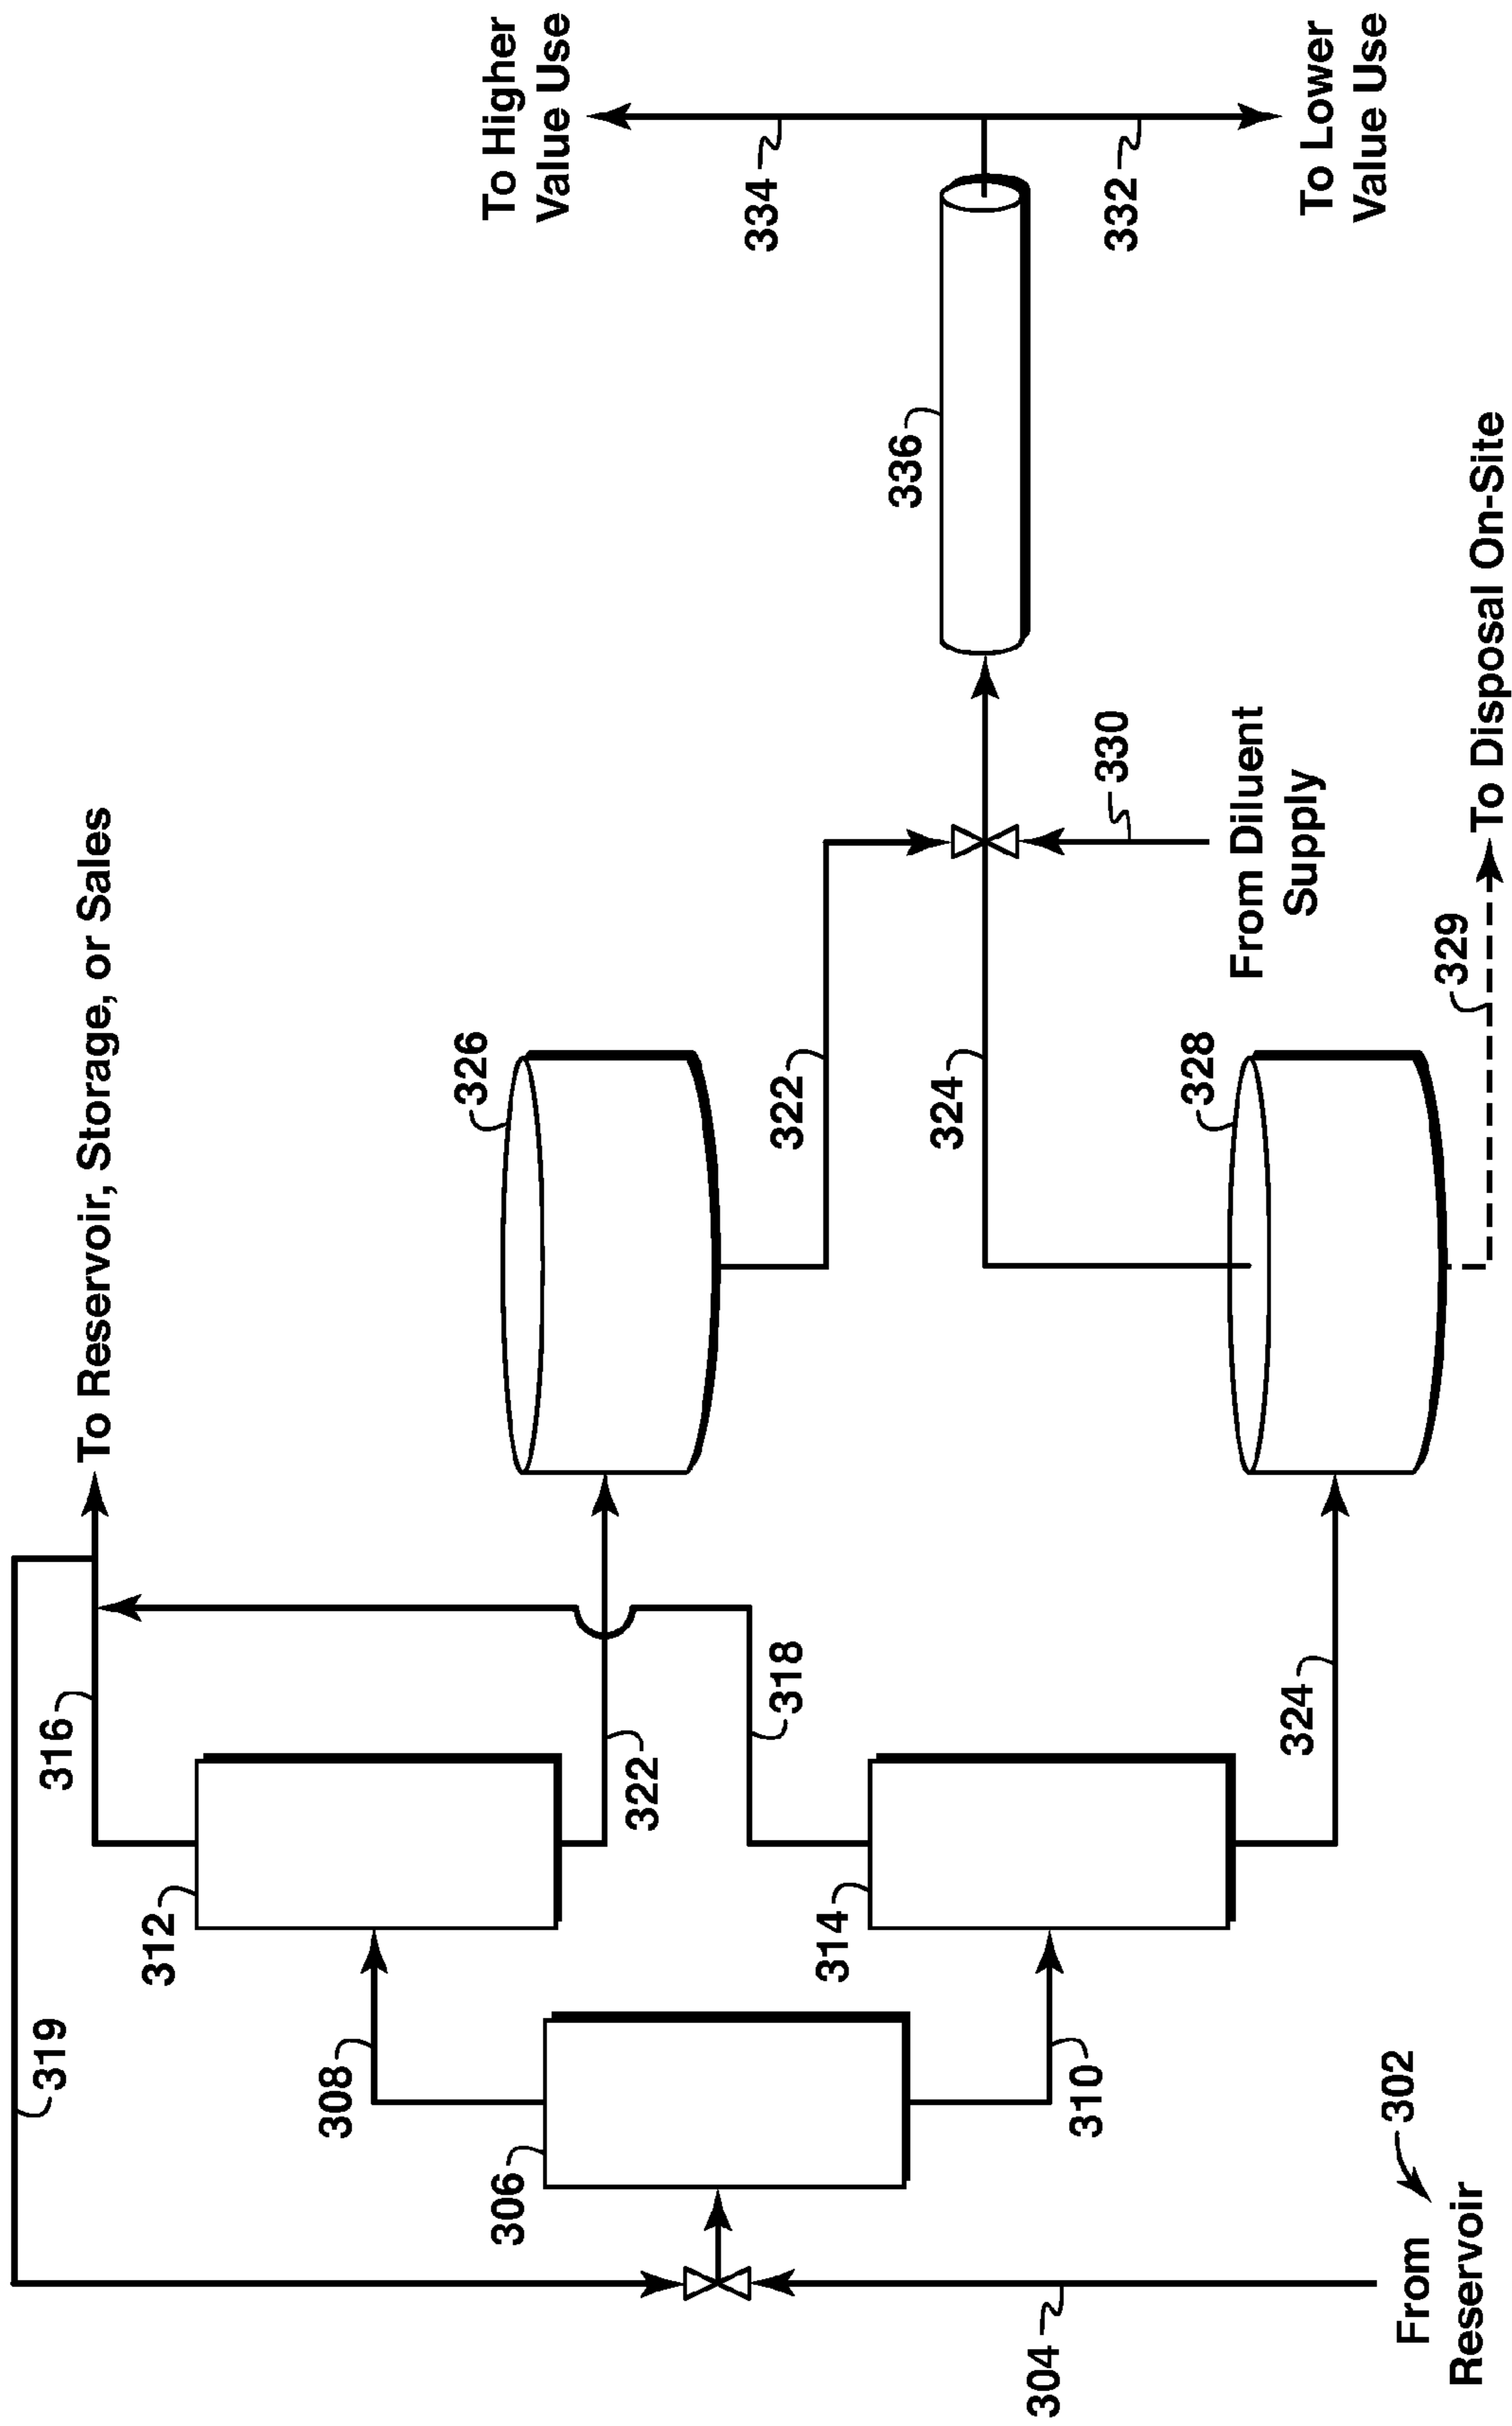 319
316
To Reservoir, Storage, or Sales
312
308
306
322
318
314
310
304
From
Reservoir
302
324
326
322
324
328
329
To Disposal On-Site
330
From Diluent
Supply
336
To Higher
Value Use
334
332
To Lower
Value Use